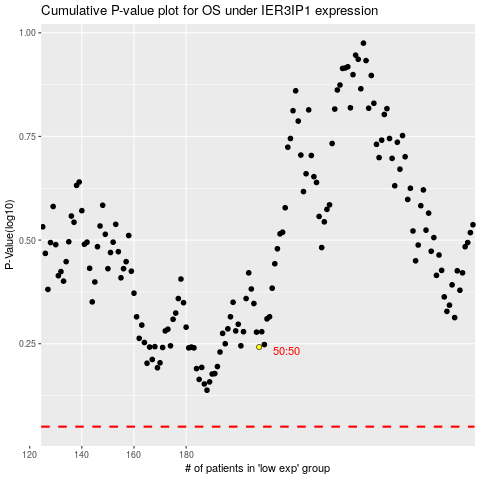 Cumulative P-value plot for OS under IER3IP1 expression
P-Value(log10)
1.00
0.75
0.50
0.25
50:50
120 140 160 180
# of patients in 'low exp' group